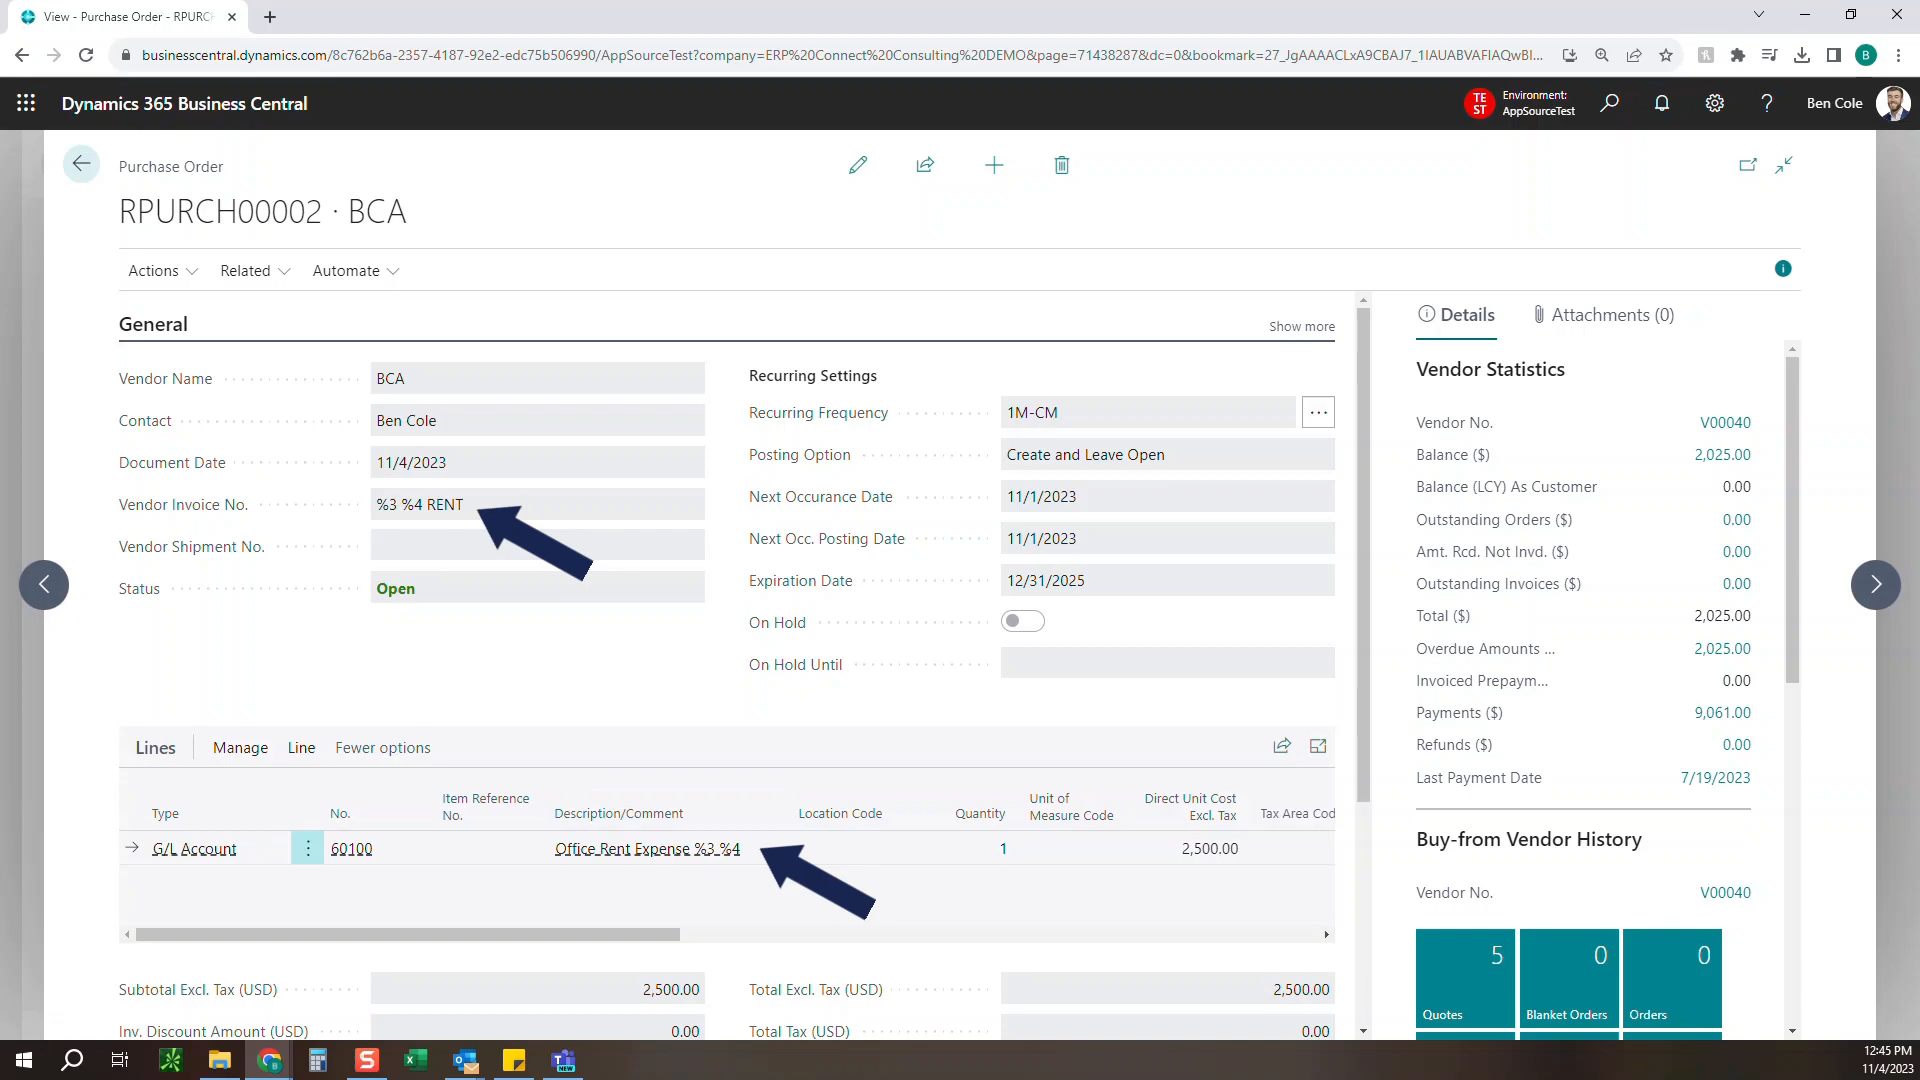 View - Purchase Order - RPURCH
businesscentral.dynamics.com/8c762b6a-2357-4187-92e2-edc75b506990/AppSourceTest?company=ERP%20Connect%20Consulting%20DEMO&page=71438287&dc=0&bookmark=27_JgAAAACLxA9CBAJ7_1IAUABVAFIAQwBI...
B
Dynamics 365 Business Central
TE
ST
Environment:
AppSourceTest
Ben Cole
Purchase Order
RPURCH00002 · BCA
Actions Related Automate
General
Show more
Vendor Name BCA
Contact Ben Cole
Document Date 11/4/2023
Vendor Invoice No. %3 %4 RENT
Vendor Shipment No.
Status Open
Recurring Settings
Recurring Frequency 1M-CM
Posting Option Create and Leave Open
Next Occurance Date 11/1/2023
Next Occ. Posting Date 11/1/2023
Expiration Date 12/31/2025
On Hold
On Hold Until
Details Attachments (0)
Vendor Statistics
Vendor No. V00040
Balance ($) 2,025.00
Balance (LCY) As Customer 0.00
Outstanding Orders ($) 0.00
Amt. Rcd. Not Invd. ($) 0.00
Outstanding Invoices ($) 0.00
Total ($) 2,025.00
Overdue Amounts ... 2,025.00
Invoiced Prepaym... 0.00
Payments ($) 9,061.00
Refunds ($) 0.00
Last Payment Date 7/19/2023
Buy-from Vendor History
Vendor No. V00040
5 Quotes
0 Blanket Orders
0 Orders
Lines Manage Line Fewer options
Type No. Item Reference No. Description/Comment Location Code Quantity Unit of Measure Code Direct Unit Cost Excl. Tax Tax Area Cod
G/L Account 60100 Office Rent Expense %3 %4 1 2,500.00
Subtotal Excl. Tax (USD) 2,500.00
Inv. Discount Amount (USD) 0.00
Total Excl. Tax (USD) 2,500.00
Total Tax (USD) 0.00
12:45 PM
11/4/2023